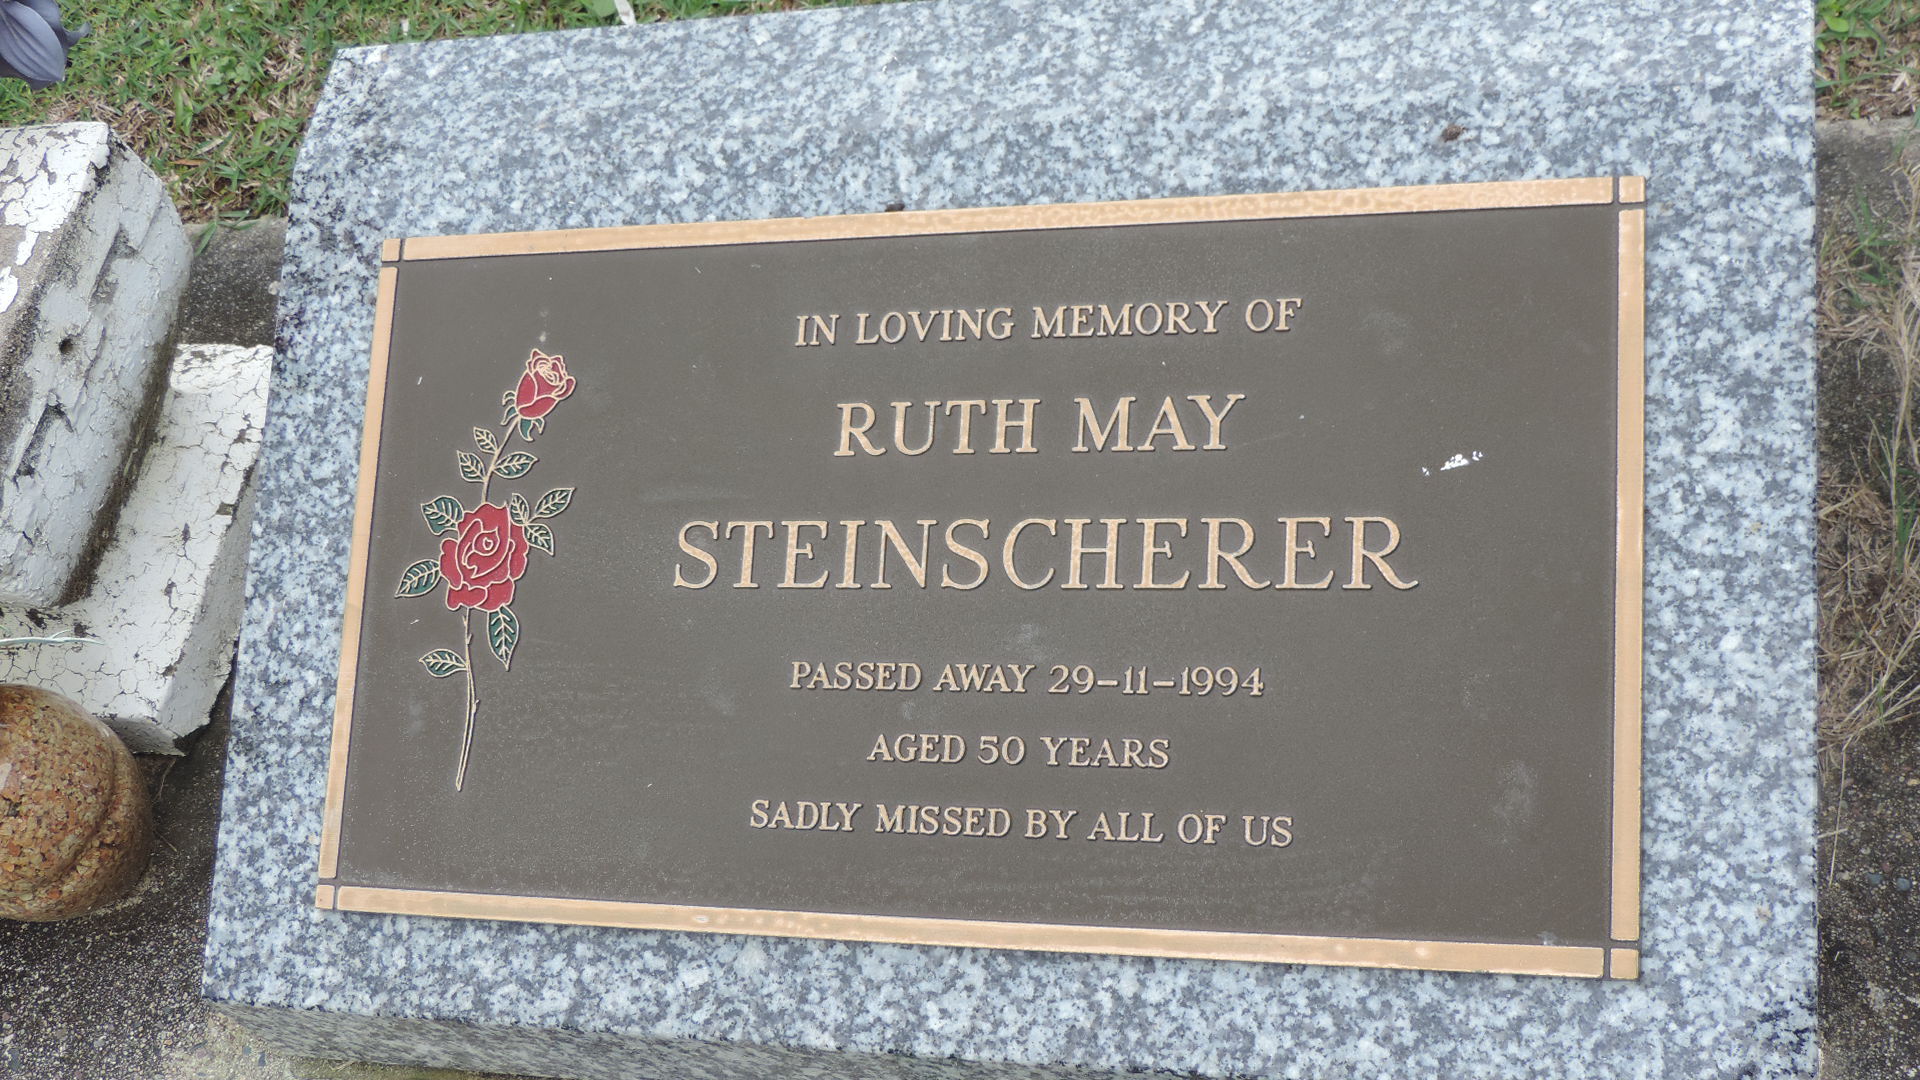 IN LOVING MEMORY OF
RUTH MAY
STEINSCHERER
PASSED AWAY 29-11-1994
AGED 50 YEARS
SADLY MISSED BY ALL OF US